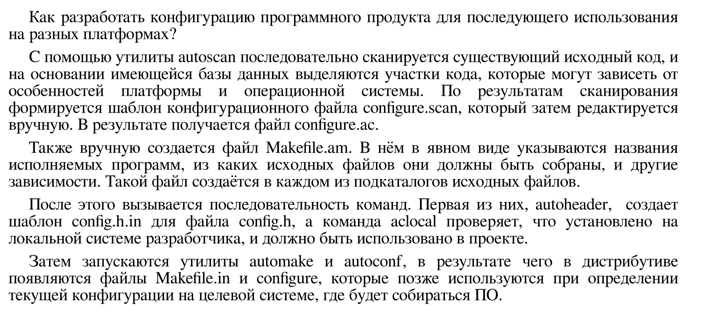 Как разработать конфигурацию программного продукта для последующего использования
на разных платформах?
С помощью утилиты autoscan последовательно сканируется существующий исходный код, и
на основании имеющейся базы данных выделяются участки кода, которые могут зависеть от
особенностей платформы и операционной системы. По результатам сканирования
формируется шаблон конфигурационного файла configure.scan, который затем редактируется
вручную. В результате получается файл configure.ac.
Также вручную создается файл Makefile.am. В нём в явном виде указываются названия
исполняемых программ, из каких исходных файлов они должны быть собраны, и другие
зависимости. Такой файл создаётся в каждом из подкаталогов исходных файлов.
После этого вызывается последовательность команд. Первая из них, autoheader, создает
шаблон config.h.in для файла config.h, а команда aclocal проверяет, что установлено на
локальной системе разработчика, и должно быть использовано в проекте.
Затем запускаются утилиты automake и autoconf, в результате чего в дистрибутиве
появляются файлы Makefile.in и configure, которые позже используются при определении
текущей конфигурации на целевой системе, где будет собираться ПО.